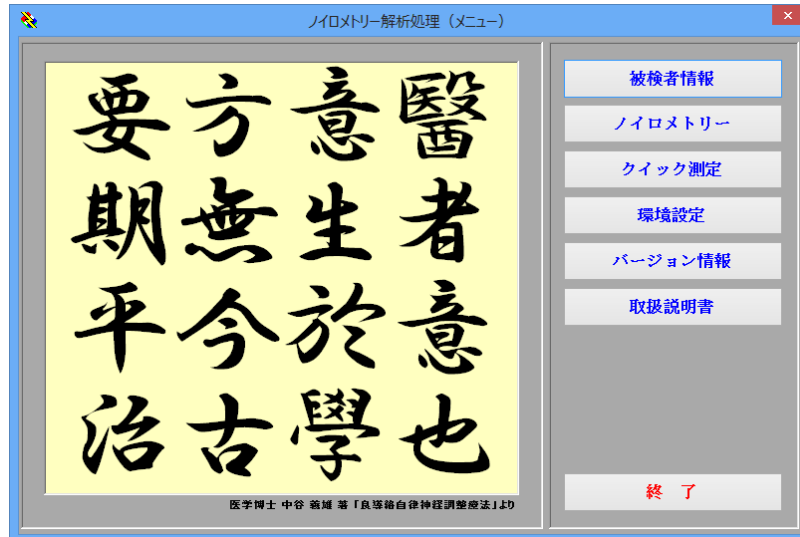 ノイロメトリー解析処理（メニュー）
醫者意也
意生於學
方無今古
要期平治
医学博士 中谷 義雄 著「良導絡自律神経調整療法」より
被検者情報
ノイロメトリー
クイック測定
環境設定
バージョン情報
取扱説明書
終　了